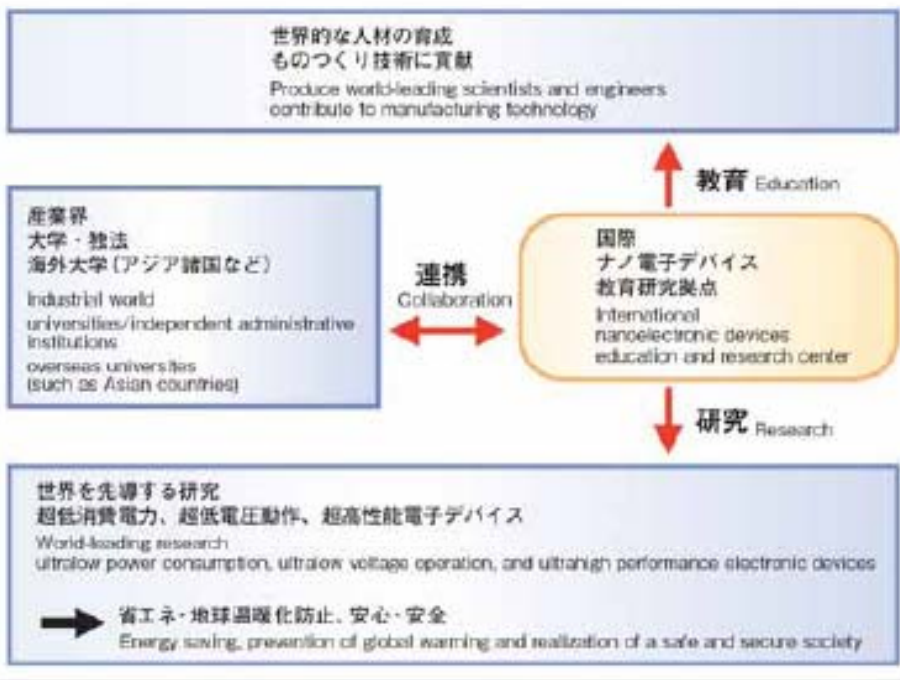 世界的な人材の育成
ものつくり技術に貢献
Produce world-leading scientists and engineers
contribute to manufacturing technology
教育 Education
産業界
大学・独法
海外大学(アジア諸国など)
Industrial world
universities/independent administrative
institutions
overseas universities
(such as Asian countries)
連携
Collaboration
国際
ナノ電子デバイス
教育研究拠点
International
nanoelectronic devices
education and research center
研究 Research
世界を先導する研究
超低消費電力、超低電圧動作、超高性能電子デバイス
World-leading research
ultralow power consumption, ultralow voltage operation, and ultrahigh performance electronic devices
省エネ・地球温暖化防止、安心・安全
Energy saving, prevention of global warming and realization of a safe and secure society